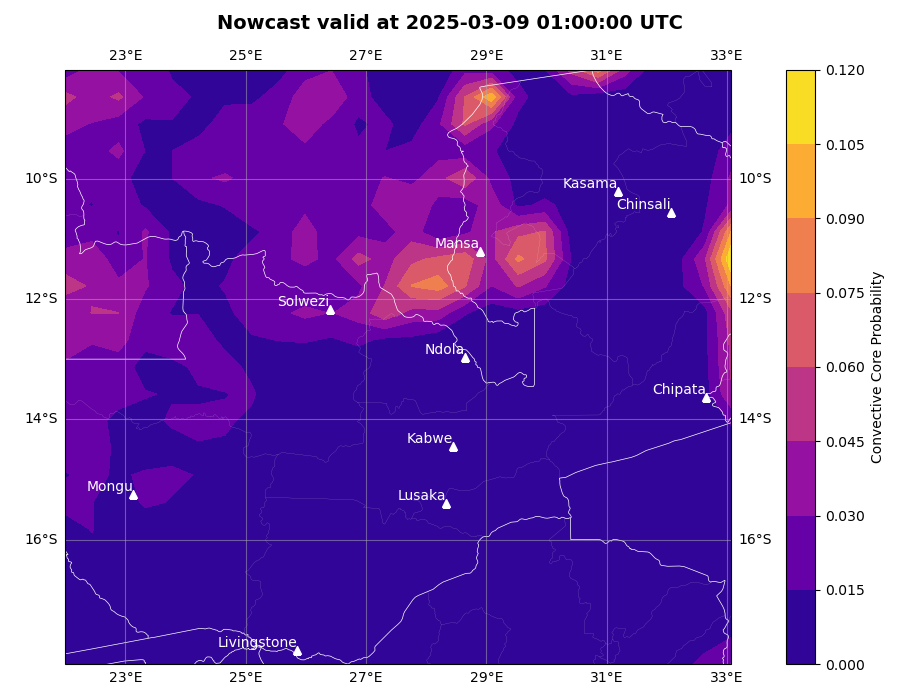 Nowcast valid at 2025-03-09 01:00:00 UTC
23°E 25°E 27°E 29°E 31°E 33°E
0.120
0.105
10°S Kasama 10°S
Chinsali
0.090
Mansa
0.075
12°S Solwezi 12°S
Ndola
0.060
Chipata
14°S 14°S
Kabwe
0.045
Mongu Lusaka
0.030
16°S 16°S
0.015
Livingstone
0.000
23°E 25°E 27°E 29°E 31°E 33°E
Convective Core Probability